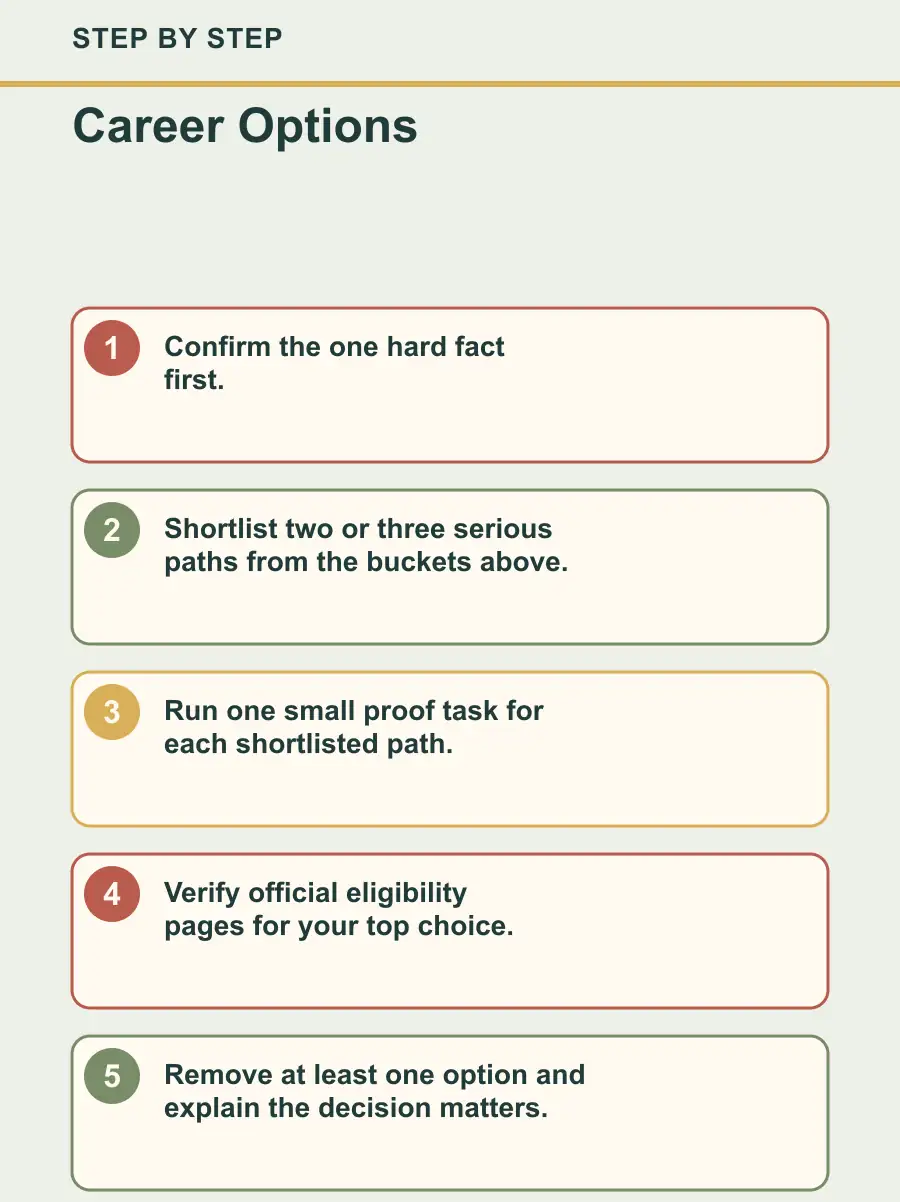 STEP BY STEP
Career Options
1
Confirm the one hard fact
first.
2
Shortlist two or three serious
paths from the buckets above.
3
Run one small proof task for
each shortlisted path.
4
Verify official eligibility
pages for your top choice.
5
Remove at least one option and
explain the decision matters.